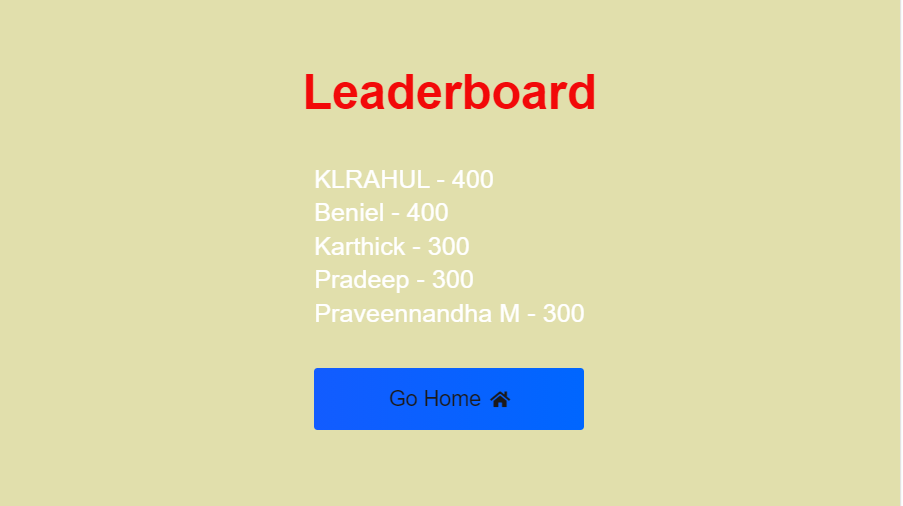 Leaderboard
KLRAHUL - 400
Beniel - 400
Karthick - 300
Pradeep - 300
Praveennandha M - 300
Go Home